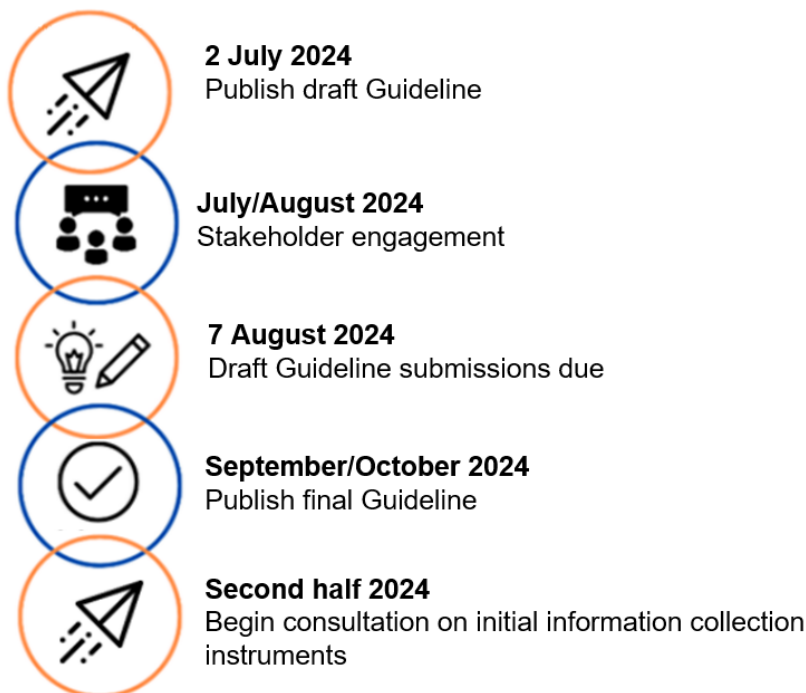 2 July 2024
Publish draft Guideline
July/August 2024
Stakeholder engagement
7 August 2024
Draft Guideline submissions due
September/October 2024
Publish final Guideline
Second half 2024
Begin consultation on initial information collection
instruments